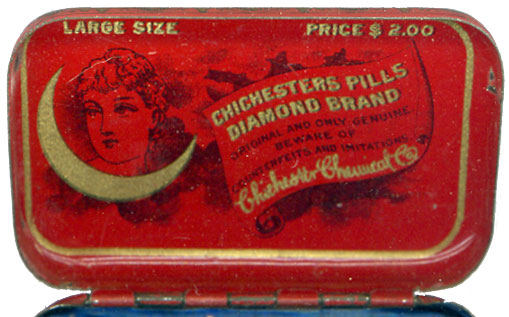 LARGE SIZE PRICE $ 2.00
CHICHESTERS PILLS
DIAMOND BRAND
ORIGINAL AND ONLY GENUINE
BEWARE OF
COUNTERFEITS AND IMITATIONS
Chichester Chemical Co